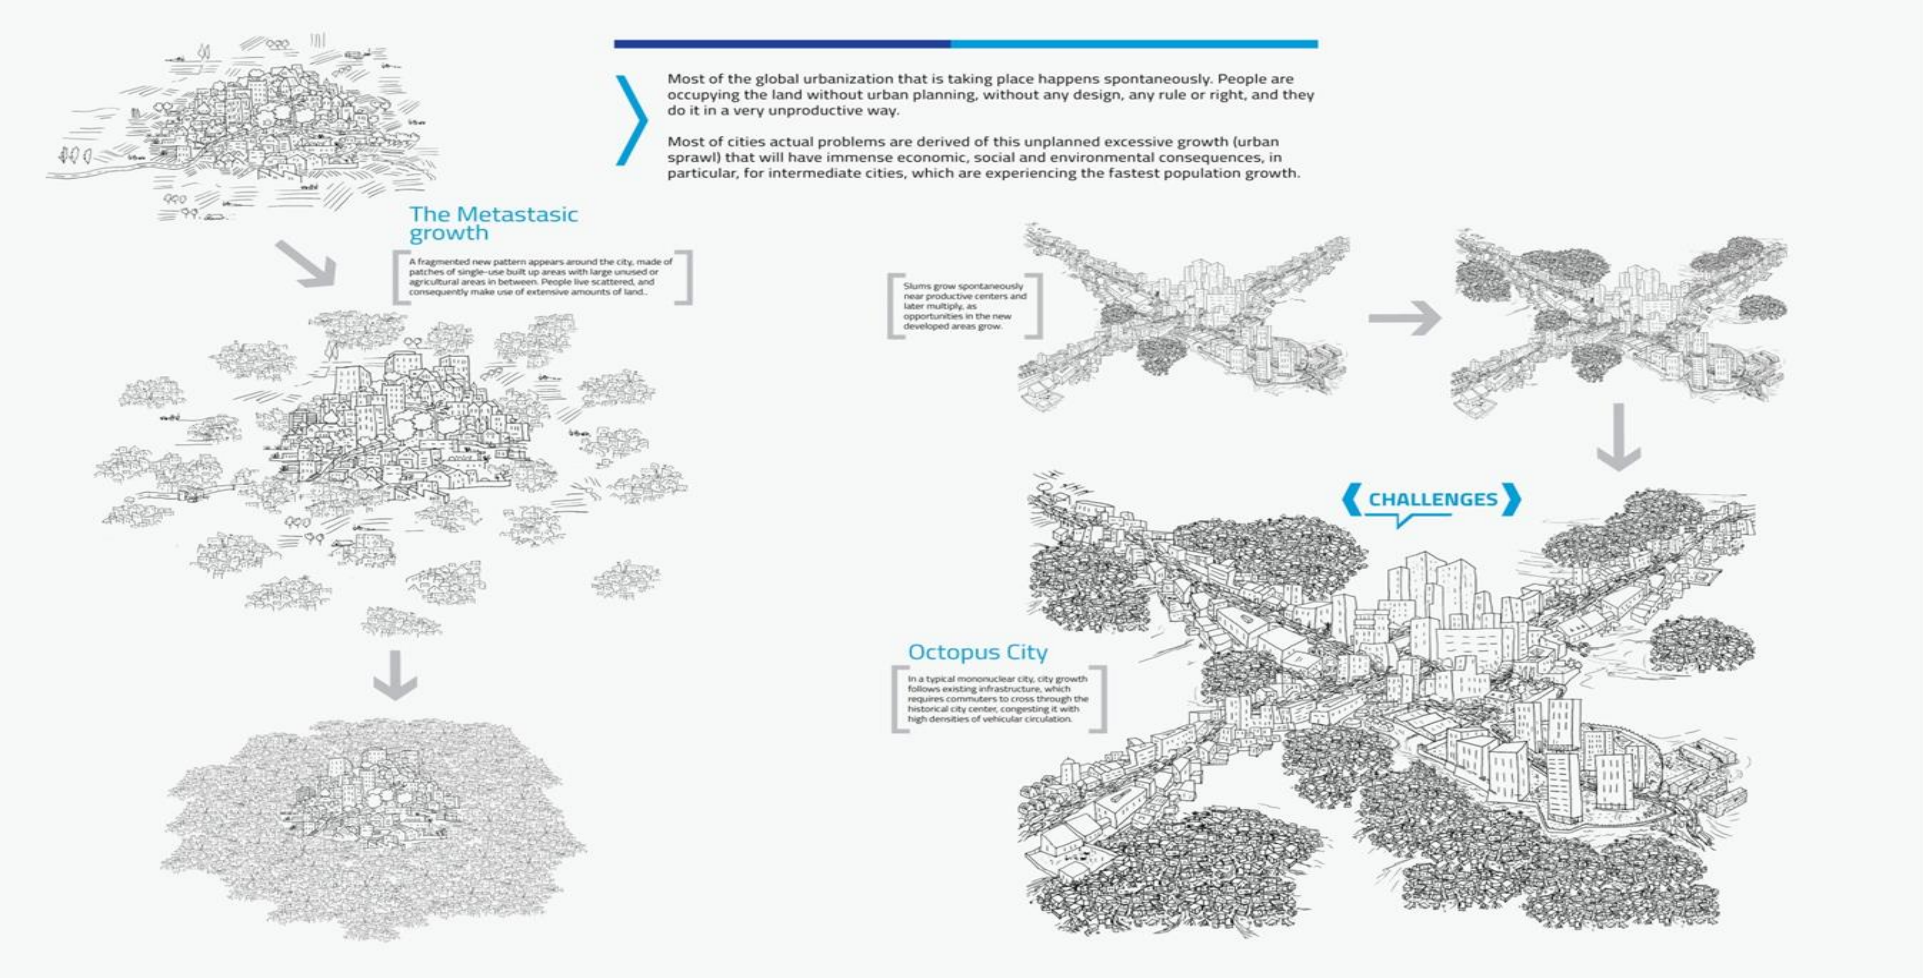 Most of the global urbanization that is taking place happens spontaneously. People are
occupying the land without urban planning, without any design, any rule or right, and they
do it in a very unproductive way.
Most of cities actual problems are derived of this unplanned excessive growth (urban
sprawl) that will have immense economic, social and environmental consequences, in
particular, for intermediate cities, which are experiencing the fastest population growth.
The Metastasic
growth
A fragmented new pattern appears around the city, made of
patches of single-use built up areas with large unused or
agricultural areas in between. People live scattered, and
consequently make use of extensive amounts of land..
Slums grow spontaneously
near productive centers and
later multiply, as
opportunities in the new
developed areas grow.
CHALLENGES
Octopus City
In a typical mononuclear city, city growth
follows existing infrastructure, which
requires commuters to cross through the
historical city center, congesting it with
high densities of vehicular circulation.